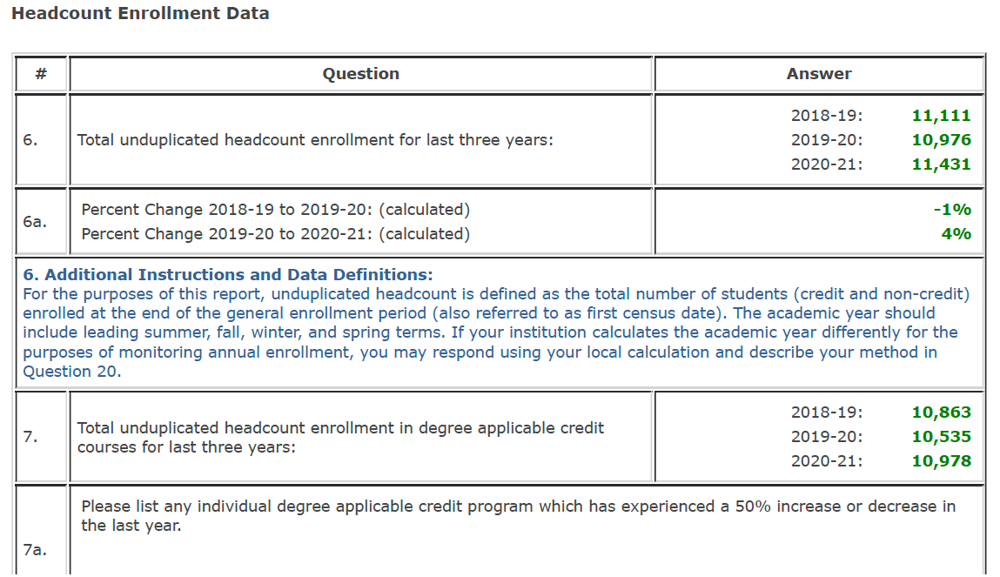 Headcount Enrollment Data
# Question Answer
6. Total unduplicated headcount enrollment for last three years:
2018-19: 11,111
2019-20: 10,976
2020-21: 11,431
6a.
Percent Change 2018-19 to 2019-20: (calculated) -1%
Percent Change 2019-20 to 2020-21: (calculated) 4%
6. Additional Instructions and Data Definitions:
For the purposes of this report, unduplicated headcount is defined as the total number of students (credit and non-credit)
enrolled at the end of the general enrollment period (also referred to as first census date). The academic year should
include leading summer, fall, winter, and spring terms. If your institution calculates the academic year differently for the
purposes of monitoring annual enrollment, you may respond using your local calculation and describe your method in
Question 20.
7.
Total unduplicated headcount enrollment in degree applicable credit
courses for last three years:
2018-19: 10,863
2019-20: 10,535
2020-21: 10,978
7a.
Please list any individual degree applicable credit program which has experienced a 50% increase or decrease in
the last year.